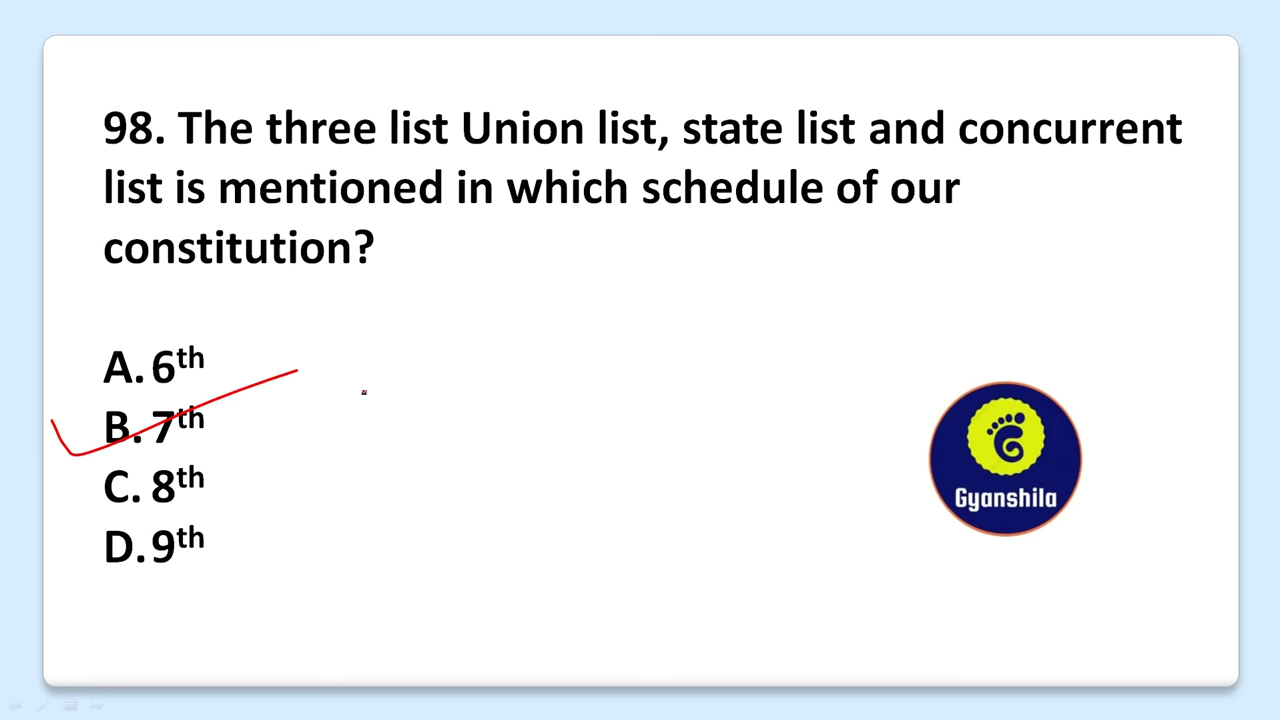 98. The three list Union list, state list and concurrent
list is mentioned in which schedule of our
constitution?
A. 6th
B. 7th
C. 8th
D. 9th
Gyanshila